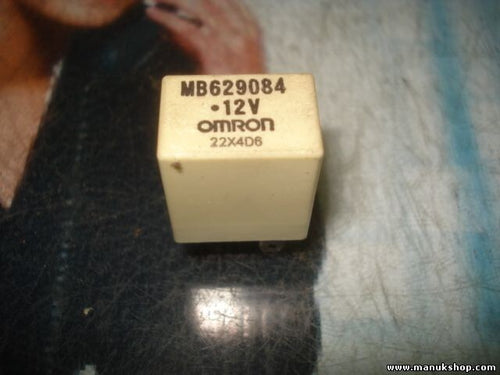 MB629084
•12V
OMRON
22X4D6
www.manukshop.com